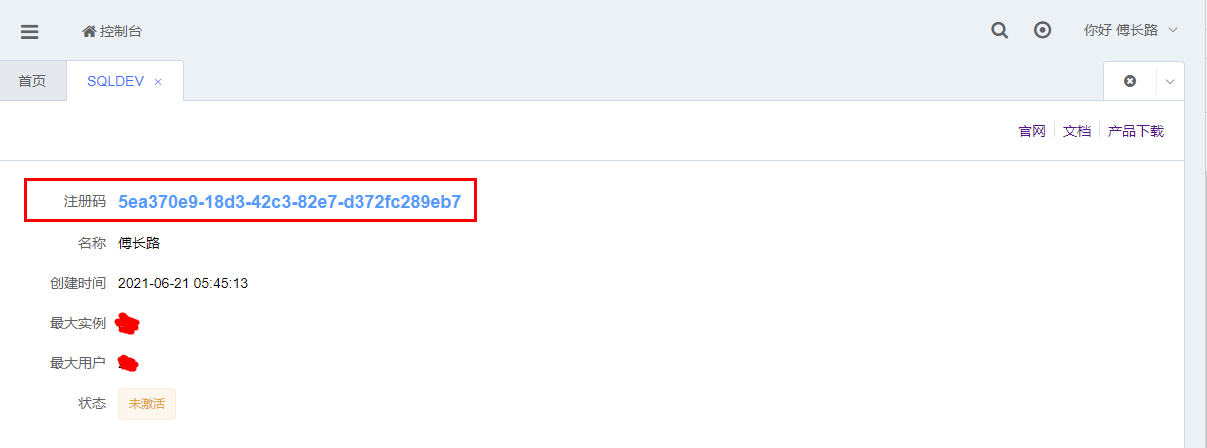 控制台
你好 傅长路
首页
SQLDEV
官网 文档 产品下载
注册码 5ea370e9-18d3-42c3-82e7-d372fc289eb7
名称 傅长路
创建时间 2021-06-21 05:45:13
最大实例
最大用户
状态 未激活